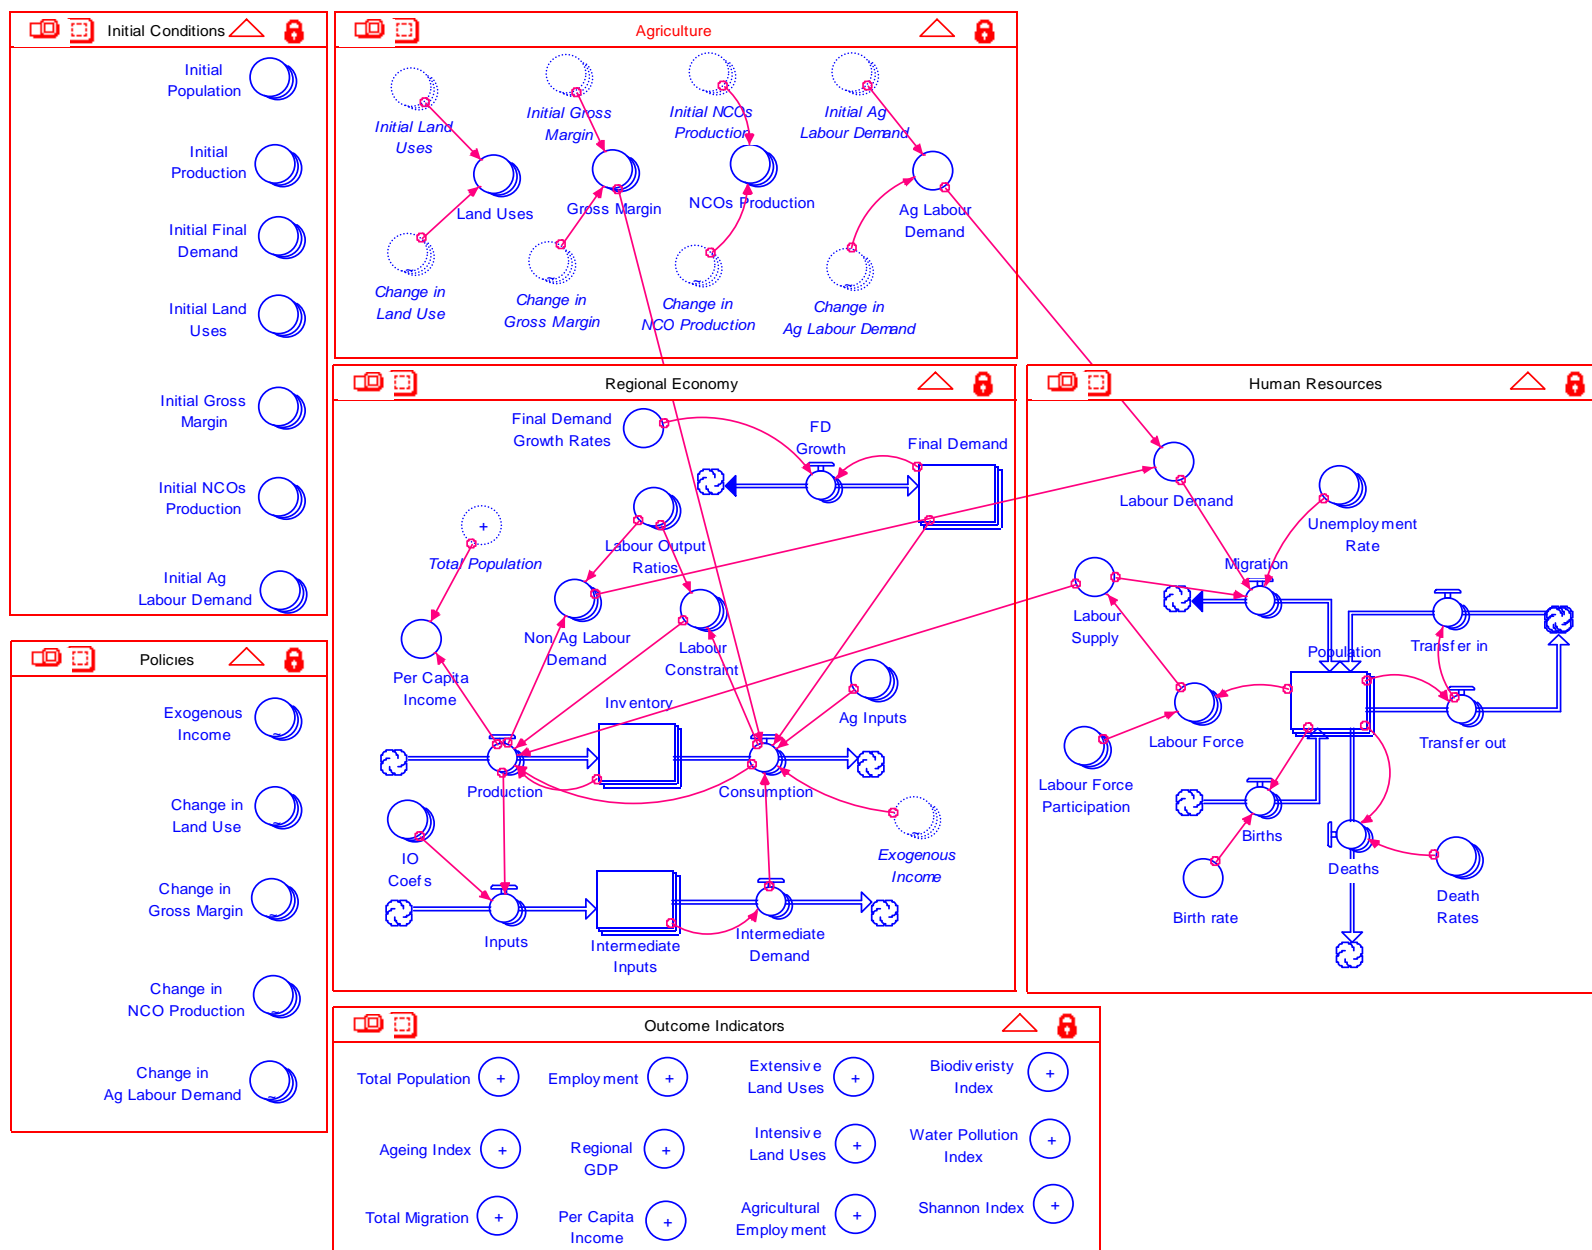 Initial Conditions
Initial
Population
Initial
Production
Initial Final
Demand
Initial Land
Uses
Initial Gross
Margin
Initial NCOs
Production
Initial Ag
Labour Demand
Policies
Exogenous
Income
Change in
Land Use
Change in
Gross Margin
Change in
NCO Production
Change in
Ag Labour Demand
Agriculture
Initial Land
Uses
Initial Gross
Margin
Initial NCOs
Production
Initial Ag
Labour Demand
Land Uses
Gross Margin
NCOs Production
Ag Labour
Demand
Change in
Land Use
Change in
Gross Margin
Change in
NCO Production
Change in
Ag Labour Demand
Regional Economy
Final Demand
Growth Rates
FD
Growth
Final Demand
Total Population
Labour Output
Ratios
Per Capita
Income
Non Ag Labour
Demand
Labour
Constraint
Inventory
Ag Inputs
Production
Consumption
IO
Coefs
Exogenous
Income
Inputs
Intermediate
Inputs
Intermediate
Demand
Human Resources
Labour Demand
Unemployment
Rate
Migration
Labour
Supply
Population
Transfer in
Labour Force
Transfer out
Labour Force
Participation
Births
Deaths
Birth rate
Death
Rates
Outcome Indicators
Total Population
Employment
Extensive
Land Uses
Biodiveristy
Index
Ageing Index
Regional
GDP
Intensive
Land Uses
Water Pollution
Index
Total Migration
Per Capita
Income
Agricultural
Employment
Shannon Index